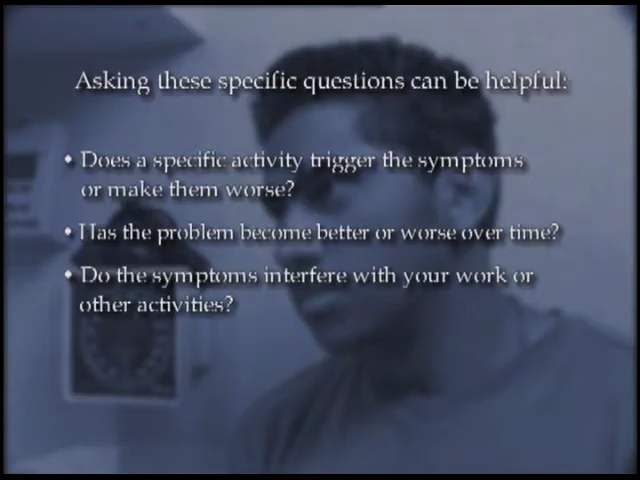 Asking these specific questions can be helpful:
• Does a specific activity trigger the symptoms
or make them worse?
• Has the problem become better or worse over time?
• Do the symptoms interfere with your work or
other activities?